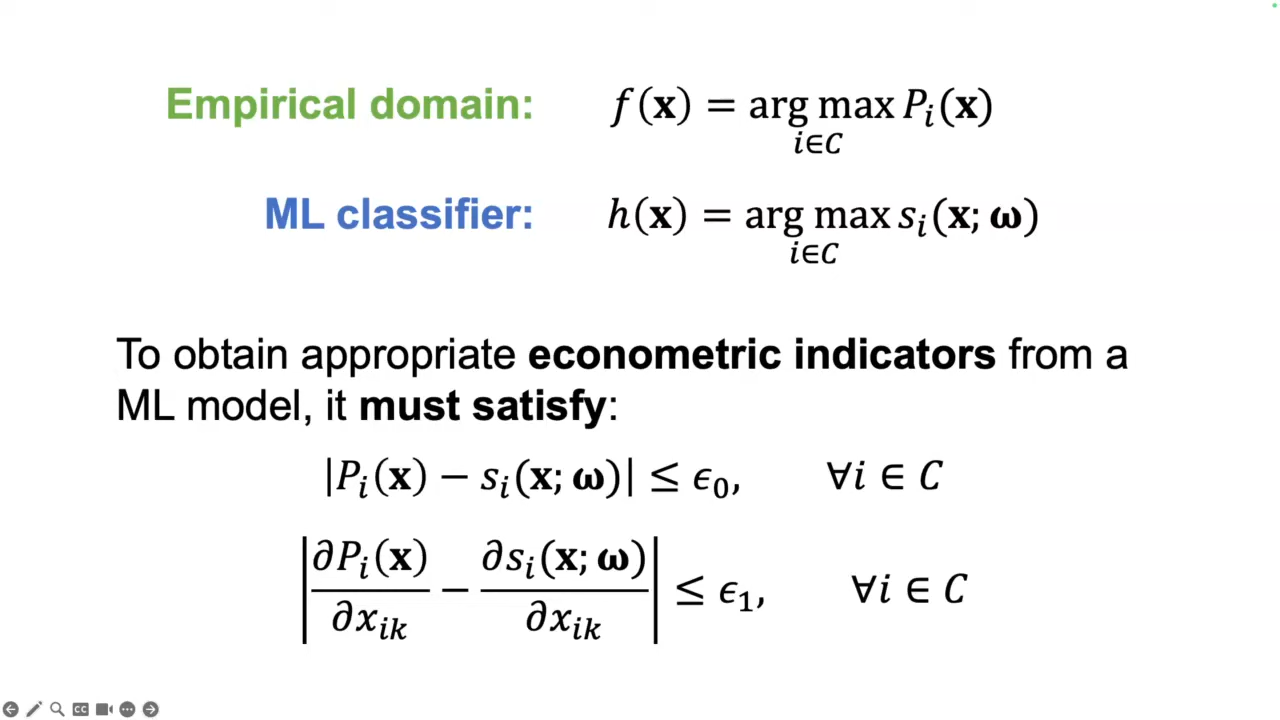 Empirical domain: f(𝐱) = arg max P_i(𝐱)
i∈C
ML classifier: h(𝐱) = arg max s_i(𝐱; 𝛚)
i∈C
To obtain appropriate econometric indicators from a
ML model, it must satisfy:
|P_i(𝐱) − s_i(𝐱; 𝛚)| ≤ ϵ_0, ∀i ∈ C
|∂P_i(𝐱)/∂x_ik − ∂s_i(𝐱; 𝛚)/∂x_ik| ≤ ϵ_1, ∀i ∈ C
CC